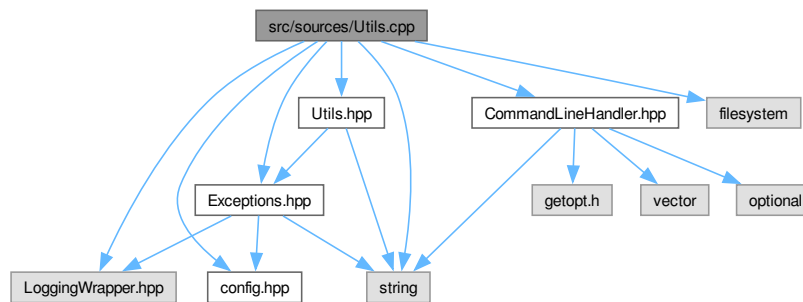 src/sources/Utils.cpp
Utils.hpp
CommandLineHandler.hpp
filesystem
Exceptions.hpp
getopt.h
vector
optional
LoggingWrapper.hpp
config.hpp
string